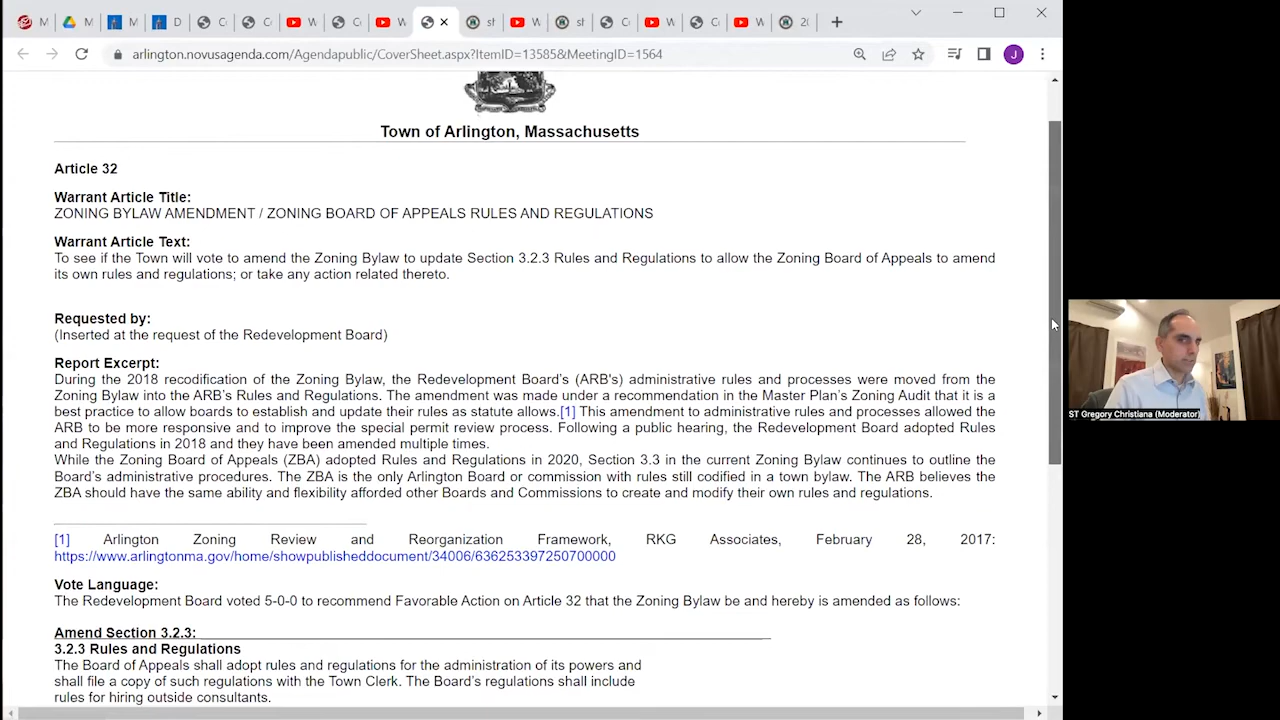 M
M
M
D
C
C
W
C
W
st
W
st
C
W
C
W
20
arlington.novusagenda.com/Agendapublic/CoverSheet.aspx?ItemID=13585&MeetingID=1564
J
Town of Arlington, Massachusetts
Article 32
Warrant Article Title:
ZONING BYLAW AMENDMENT / ZONING BOARD OF APPEALS RULES AND REGULATIONS
Warrant Article Text:
To see if the Town will vote to amend the Zoning Bylaw to update Section 3.2.3 Rules and Regulations to allow the Zoning Board of Appeals to amend
its own rules and regulations; or take any action related thereto.
Requested by:
(Inserted at the request of the Redevelopment Board)
Report Excerpt:
During the 2018 recodification of the Zoning Bylaw, the Redevelopment Board's (ARB's) administrative rules and processes were moved from the
Zoning Bylaw into the ARB's Rules and Regulations. The amendment was made under a recommendation in the Master Plan's Zoning Audit that it is a
best practice to allow boards to establish and update their rules as statute allows.[1] This amendment to administrative rules and processes allowed the
ARB to be more responsive and to improve the special permit review process. Following a public hearing, the Redevelopment Board adopted Rules
and Regulations in 2018 and they have been amended multiple times.
While the Zoning Board of Appeals (ZBA) adopted Rules and Regulations in 2020, Section 3.3 in the current Zoning Bylaw continues to outline the
Board's administrative procedures. The ZBA is the only Arlington Board or commission with rules still codified in a town bylaw. The ARB believes the
ZBA should have the same ability and flexibility afforded other Boards and Commissions to create and modify their own rules and regulations.
[1] Arlington Zoning Review and Reorganization Framework, RKG Associates, February 28, 2017:
https://www.arlingtonma.gov/home/showpublisheddocument/34006/636253397250700000
Vote Language:
The Redevelopment Board voted 5-0-0 to recommend Favorable Action on Article 32 that the Zoning Bylaw be and hereby is amended as follows:
Amend Section 3.2.3:
3.2.3 Rules and Regulations
The Board of Appeals shall adopt rules and regulations for the administration of its powers and
shall file a copy of such regulations with the Town Clerk. The Board's regulations shall include
rules for hiring outside consultants.
ST Gregory Christiana (Moderator)